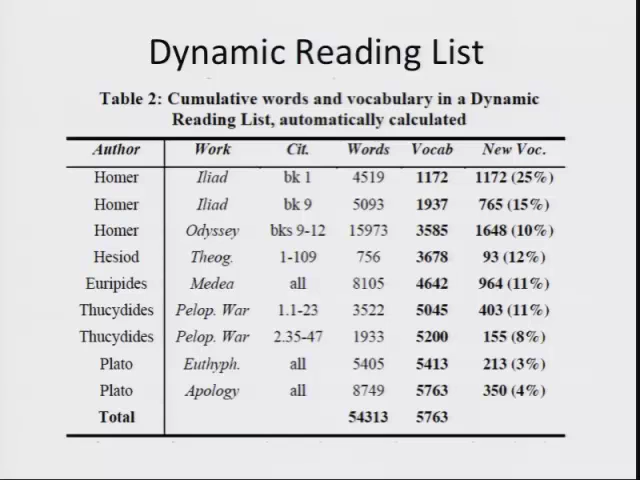 Dynamic Reading List
Table 2: Cumulative words and vocabulary in a Dynamic
Reading List, automatically calculated
Author Work Cit. Words Vocab New Voc.
Homer Iliad bk 1 4519 1172 1172 (25%)
Homer Iliad bk 9 5093 1937 765 (15%)
Homer Odyssey bks 9-12 15973 3585 1648 (10%)
Hesiod Theog. 1-109 756 3678 93 (12%)
Euripides Medea all 8105 4642 964 (11%)
Thucydides Pelop. War 1.1-23 3522 5045 403 (11%)
Thucydides Pelop. War 2.35-47 1933 5200 155 (8%)
Plato Euthyph. all 5405 5413 213 (3%)
Plato Apology all 8749 5763 350 (4%)
Total 54313 5763